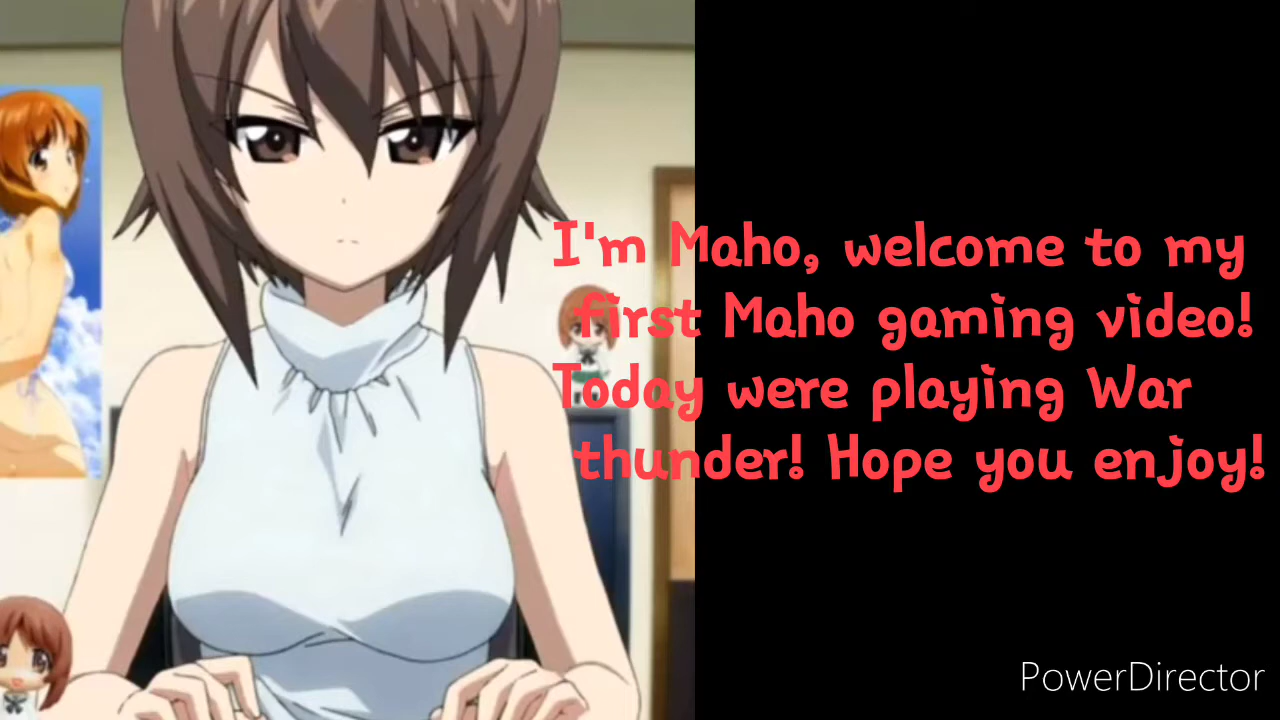 I'm Maho, welcome to my
first Maho gaming video!
Today were playing War
thunder! Hope you enjoy!
PowerDirector